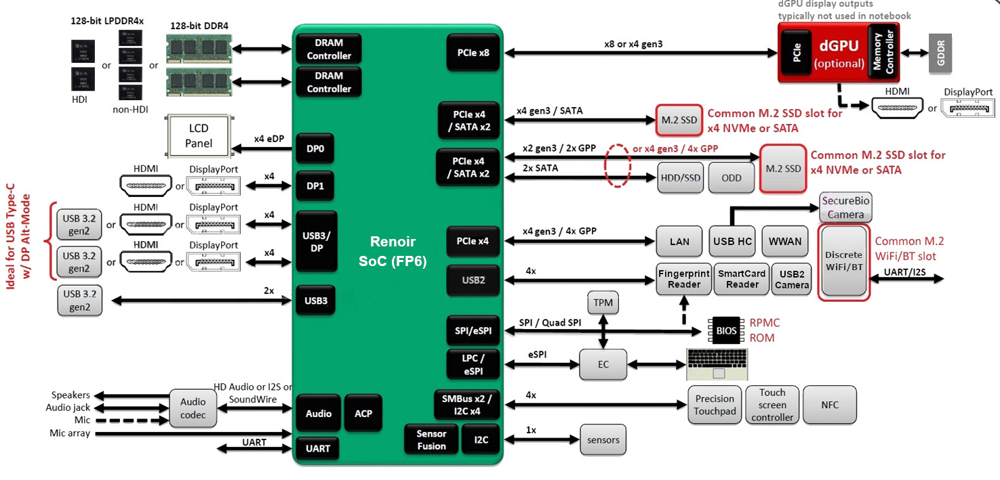 dGPU display outputs
typically not used in notebook
128-bit LPDDR4x
128-bit DDR4
or
or
HDI
non-HDI
DRAM
Controller
DRAM
Controller
PCIe x8
x8 or x4 gen3
PCIe
dGPU
(optional)
Memory
Controller
GDDR
HDMI
or
DisplayPort
LCD
Panel
x4 eDP
DP0
PCIe x4
/ SATA x2
x4 gen3 / SATA
M.2 SSD
Common M.2 SSD slot for
x4 NVMe or SATA
PCIe x4
/ SATA x2
x2 gen3 / 2x GPP
or x4 gen3 / 4x GPP
2x SATA
HDD/SSD
ODD
M.2 SSD
Common M.2 SSD slot for
x4 NVMe or SATA
HDMI
or
DisplayPort
x4
DP1
Ideal for USB Type-C
w/ DP Alt-Mode
USB 3.2
gen2
or
HDMI
or
DisplayPort
x4
USB 3.2
gen2
or
HDMI
or
DisplayPort
x4
USB3/
DP
USB 3.2
gen2
2x
USB3
Renoir
SoC (FP6)
PCIe x4
x4 gen3 / 4x GPP
LAN
USB HC
WWAN
SecureBio
Camera
Discrete
WiFi/BT
Common M.2
WiFi/BT slot
UART/I2S
USB2
4x
Fingerprint
Reader
SmartCard
Reader
USB2
Camera
TPM
SPI/eSPI
SPI / Quad SPI
BIOS
RPMC
ROM
LPC /
eSPI
eSPI
EC
Speakers
Audio jack
Mic
Mic array
Audio
codec
HD Audio or I2S or
SoundWire
Audio
ACP
UART
UART
SMBus x2 /
I2C x4
4x
Precision
Touchpad
Touch
screen
controller
NFC
Sensor
Fusion
I2C
1x
sensors